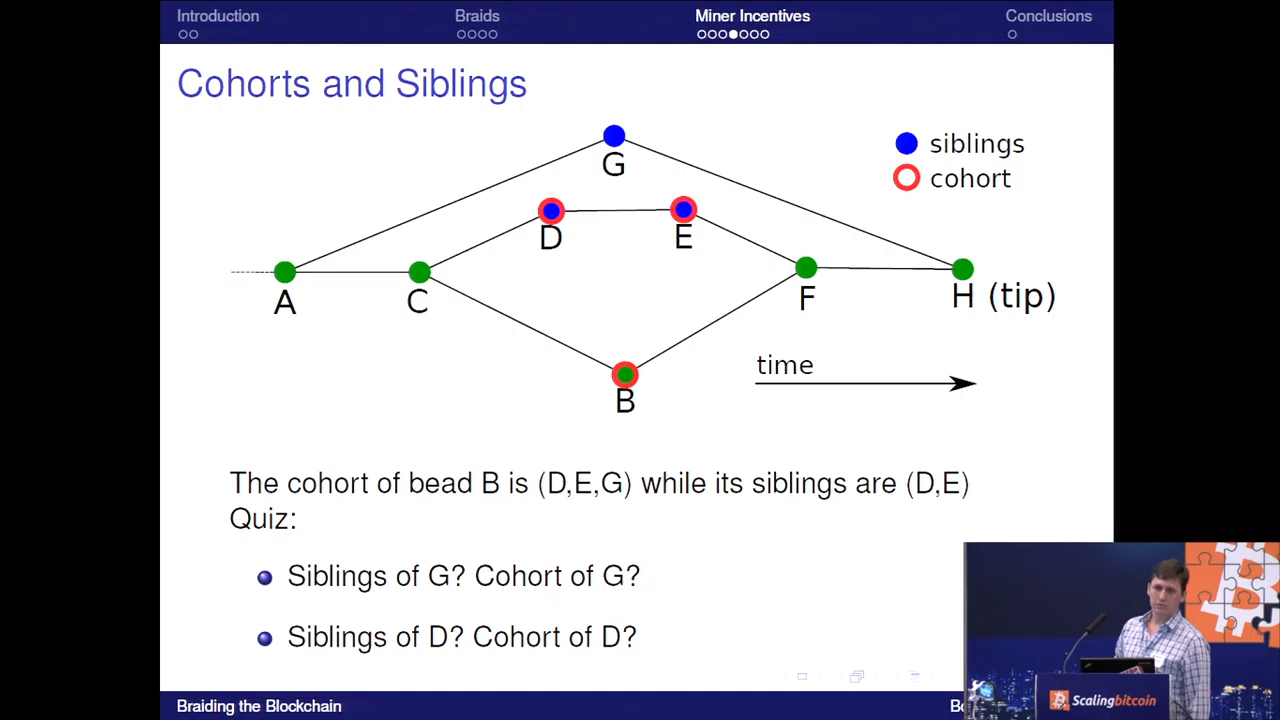 Introduction
Braids
Miner Incentives
Conclusions
Cohorts and Siblings
G
siblings
cohort
D
E
A
C
F
H (tip)
time
B
The cohort of bead B is (D,E,G) while its siblings are (D,E)
Quiz:
Siblings of G? Cohort of G?
Siblings of D? Cohort of D?
Scalingbitcoin
Braiding the Blockchain